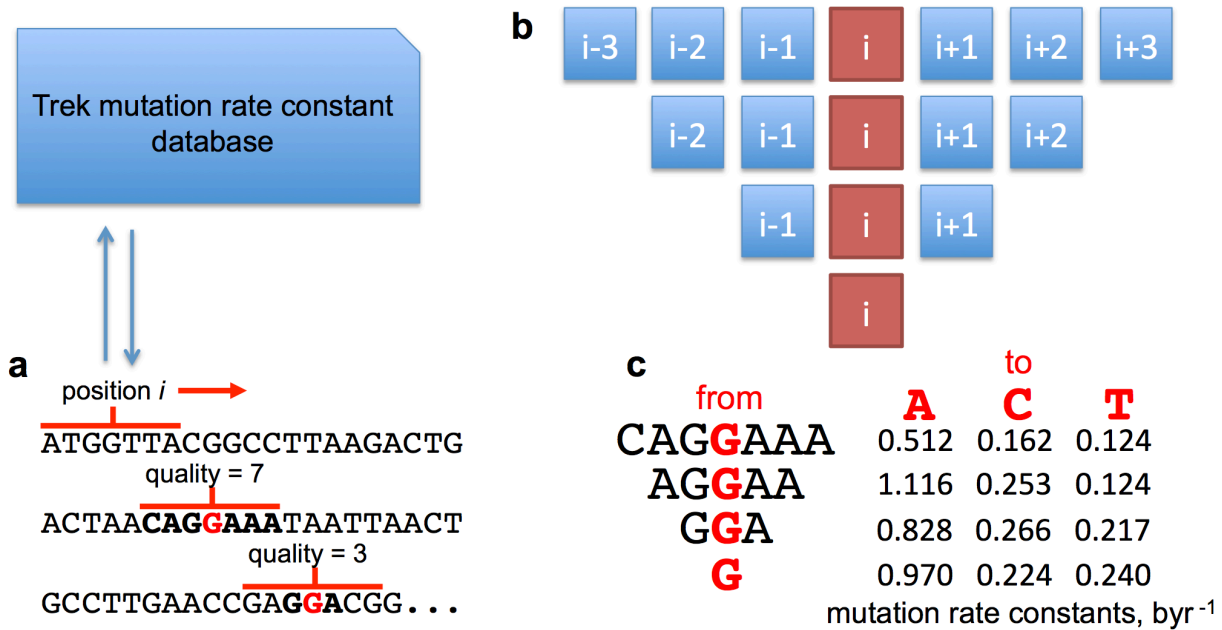 Trek mutation rate constant
database
a
position i
ATGGTTACGGCCTTAAGACTG
quality = 7
ACTAACAGGAAATAATTAACT
quality = 3
GCCTTGAACCGAGGACGG...
b
i-3 i-2 i-1 i i+1 i+2 i+3
i-2 i-1 i i+1 i+2
i-1 i i+1
i
c
to
from A C T
CAGGAAA 0.512 0.162 0.124
AGGAA 1.116 0.253 0.124
GGA 0.828 0.266 0.217
G 0.970 0.224 0.240
mutation rate constants, byr⁻¹